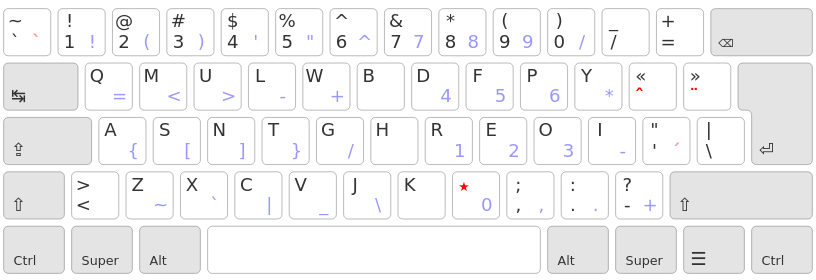 ~ ! @ # $ % ^ & * ( ) _ +
` ` 1 ! 2 ( 3 ) 4 ' 5 " 6 ^ 7 7 8 8 9 9 0 / / = ⌫
Q M U L W B D F P Y « »
↹ = < > - + 4 5 6 * ˆ ¨
A S N T G H R E O I " |
⇪ { [ ] } / 1 2 3 - ' ´ \ ⏎
> Z X C V J K ★ ; : ?
⇧ < ~ ` | _ \ 0 , , . . - + ⇧
Ctrl Super Alt Alt Super ☰ Ctrl